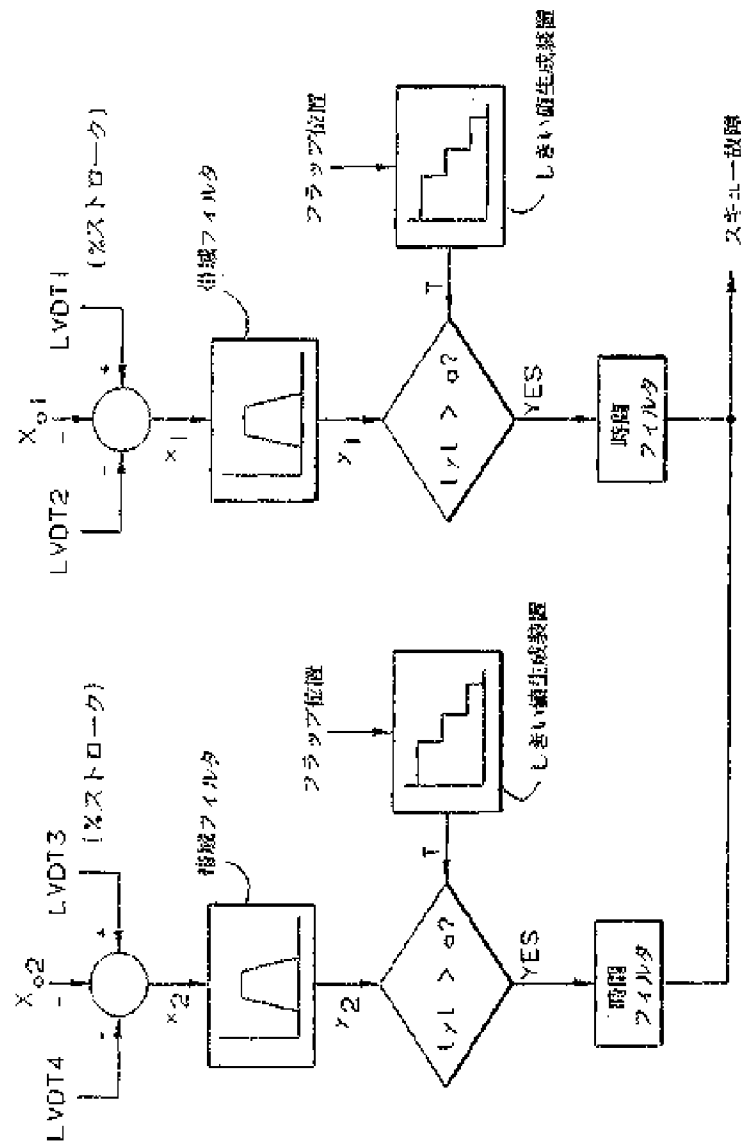 LVDT4
Xo2
LVDT3
(%ストローク)
-
-
+
x2
帯域フィルタ
y2
フラップ位置
しきい値生成装置
T
|y| > a?
YES
時間
フィルタ
LVDT2
Xo1
LVDT1
(%ストローク)
-
-
+
x1
帯域フィルタ
y1
フラップ位置
しきい値生成装置
T
|y| > a?
YES
時間
フィルタ
スキュー故障